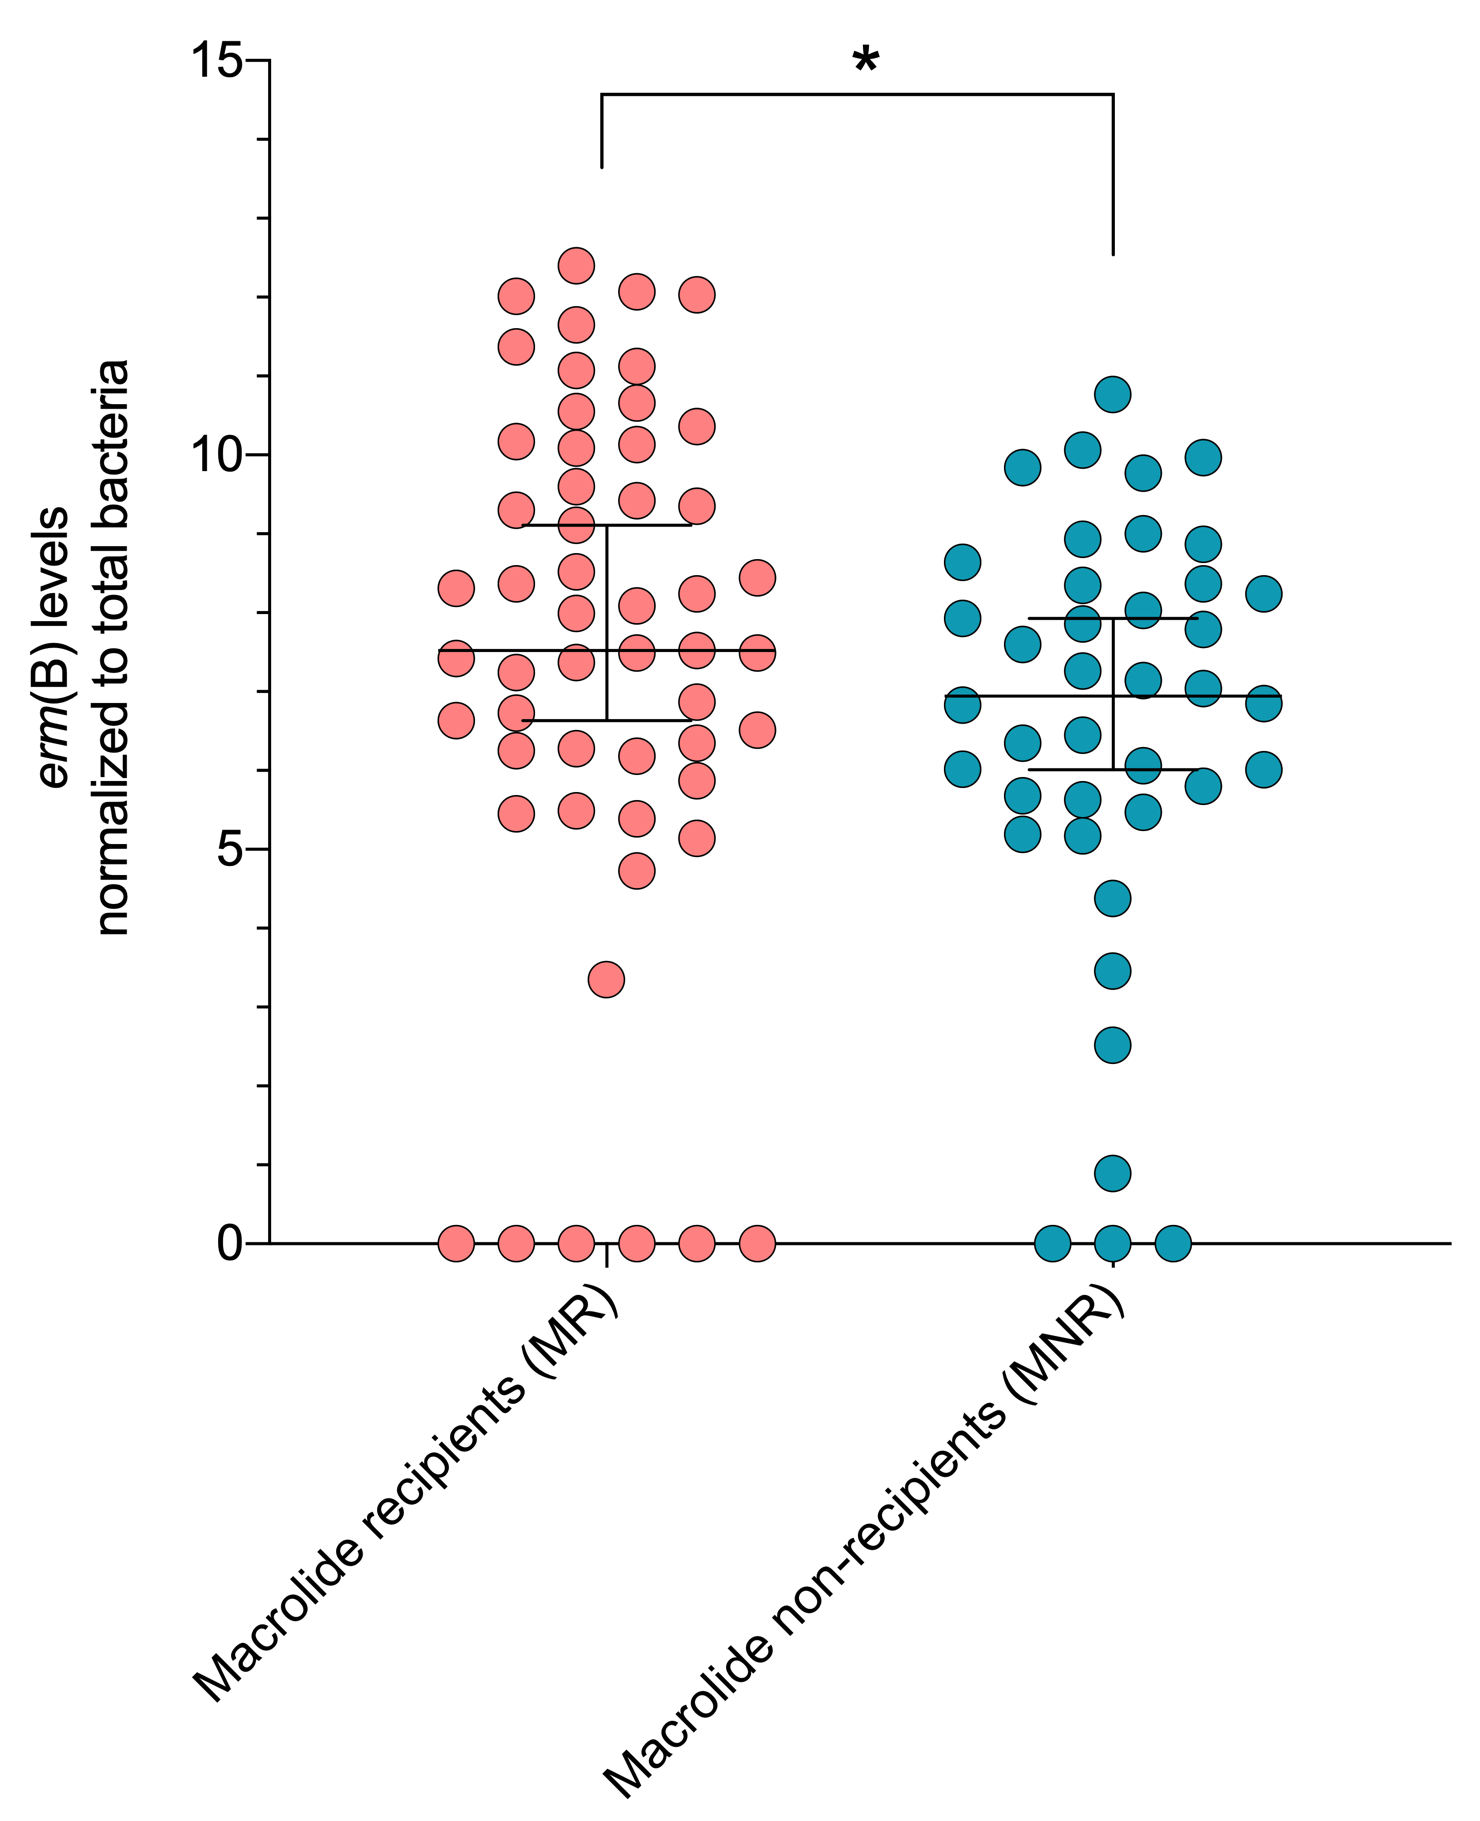 15
*
10
5
0
erm(B) levels
normalized to total bacteria
Macrolide recipients (MR)
Macrolide non-recipients (MNR)